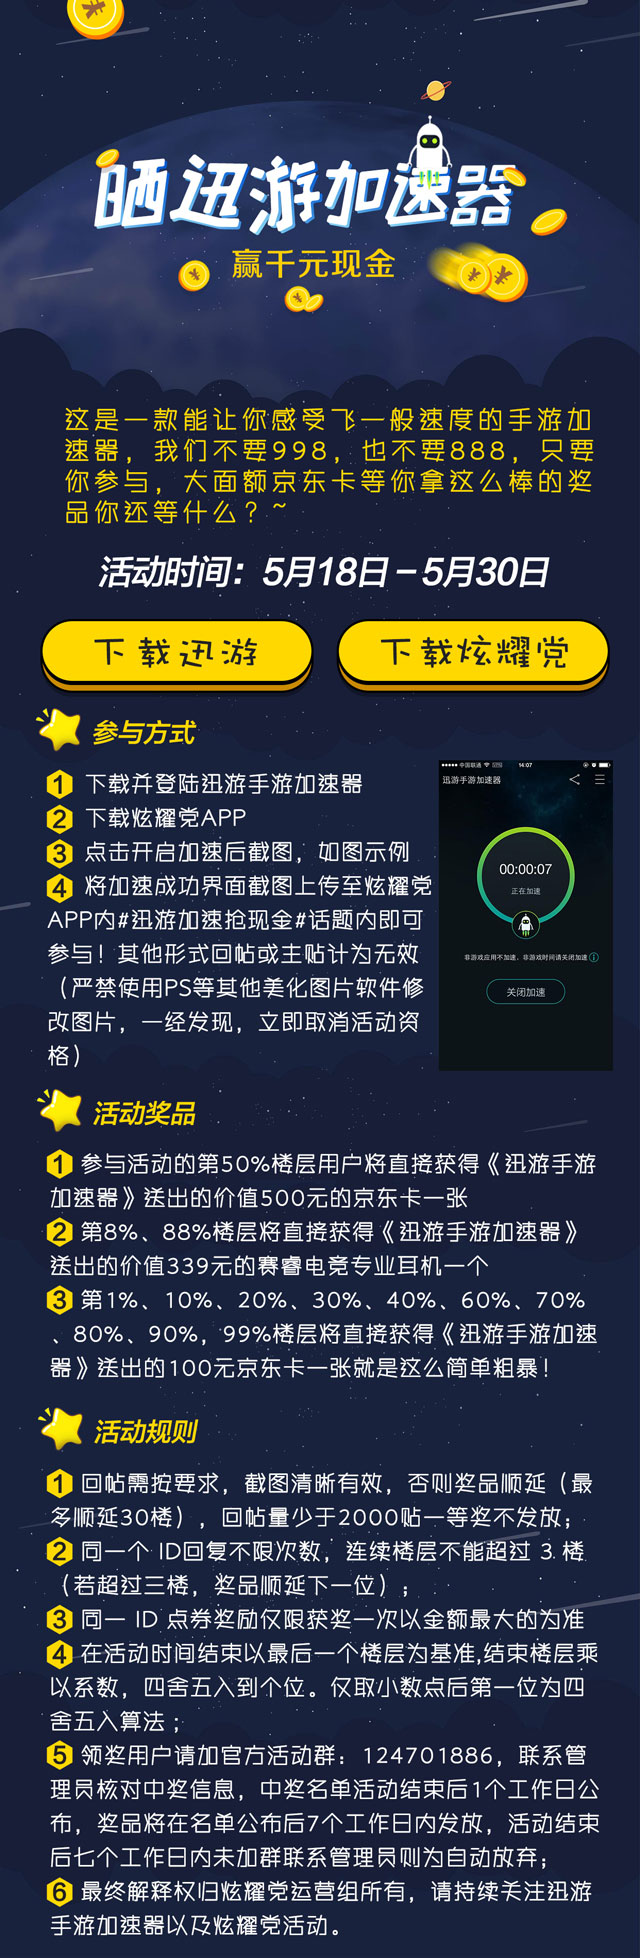 晒迅游加速器
赢千元现金
这是一款能让你感受飞一般速度的手游加
速器，我们不要998，也不要888，只要
你参与，大面额京东卡等你拿这么棒的奖
品你还等什么？~
活动时间：5月18日－5月30日
下载迅游
下载炫耀党
参与方式
1 下载并登陆迅游手游加速器
2 下载炫耀党APP
3 点击开启加速后截图，如图示例
4 将加速成功界面截图上传至炫耀党
APP内#迅游加速抢现金#话题内即可
参与！其他形式回帖或主贴计为无效
（严禁使用PS等其他美化图片软件修
改图片，一经发现，立即取消活动资
格）
中国联通 14:07
迅游手游加速器
00:00:07
正在加速
非游戏应用不加速、非游戏时间请关闭加速
关闭加速
活动奖品
1 参与活动的第50%楼层用户将直接获得《迅游手游
加速器》送出的价值500元的京东卡一张
2 第8%、88%楼层将直接获得《迅游手游加速器》
送出的价值339元的赛睿电竞专业耳机一个
3 第1%、10%、20%、30%、40%、60%、70%
、80%、90%，99%楼层将直接获得《迅游手游加速
器》送出的100元京东卡一张就是这么简单粗暴！
活动规则
1 回帖需按要求，截图清晰有效，否则奖品顺延（最
多顺延30楼），回帖量少于2000贴一等奖不发放；
2 同一个 ID回复不限次数，连续楼层不能超过 3 楼
（若超过三楼，奖品顺延下一位）；
3 同一 ID 点券奖励仅限获奖一次以金额最大的为准
4 在活动时间结束以最后一个楼层为基准,结束楼层乘
以系数，四舍五入到个位。仅取小数点后第一位为四
舍五入算法；
5 领奖用户请加官方活动群：124701886，联系管
理员核对中奖信息，中奖名单活动结束后1个工作日公
布，奖品将在名单公布后7个工作日内发放，活动结束
后七个工作日内未加群联系管理员则为自动放弃；
6 最终解释权归炫耀党运营组所有，请持续关注迅游
手游加速器以及炫耀党活动。